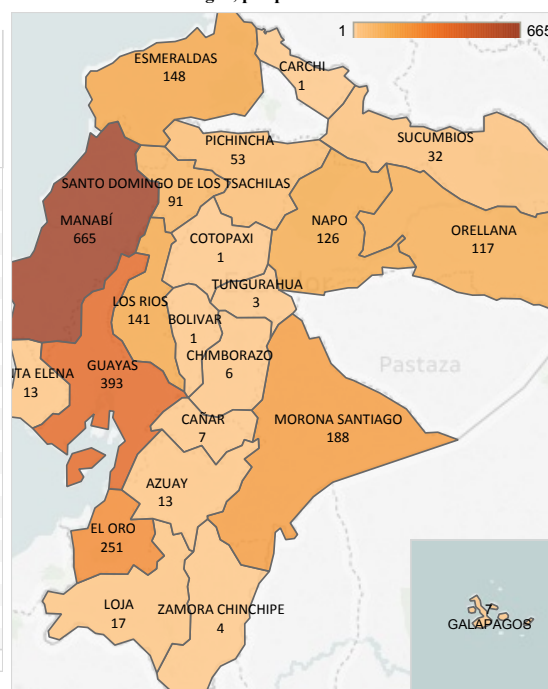 1 665
ESMERALDAS
148
CARCHI
1
PICHINCHA
53
SUCUMBIOS
32
SANTO DOMINGO DE LOS TSACHILAS
91
MANABÍ
665
NAPO
126
ORELLANA
117
COTOPAXI
1
TUNGURAHUA
3
LOS RIOS
141
BOLIVAR
1
CHIMBORAZO
6
Pastaza
NTA ELENA
13
GUAYAS
393
CAÑAR
7
MORONA SANTIAGO
188
AZUAY
13
EL ORO
251
LOJA
17
ZAMORA CHINCHIPE
4
7
GALAPAGOS